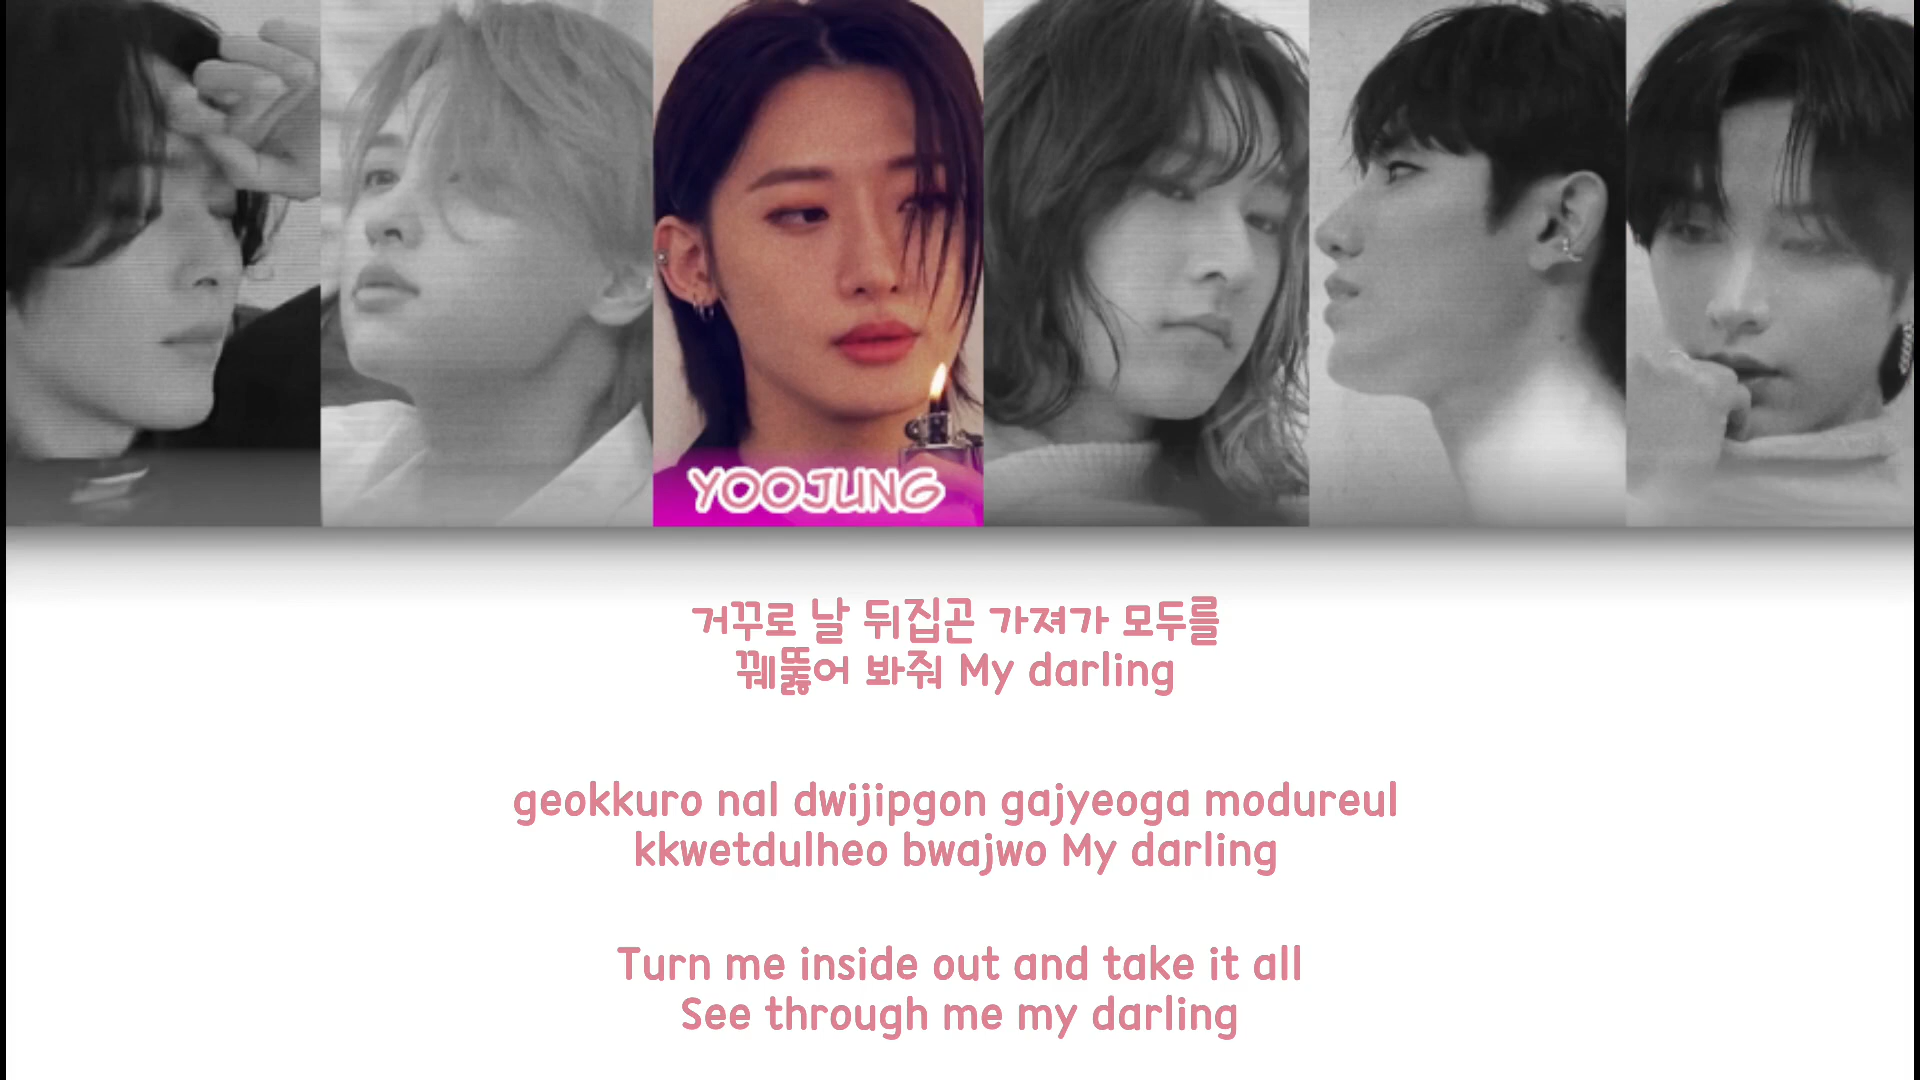 YOOJUNG
거꾸로 날 뒤집곤 가져가 모두를
꿰뚫어 봐줘 My darling
geokkuro nal dwijipgon gajyeoga modureul
kkwetdulheo bwajwo My darling
Turn me inside out and take it all
See through me my darling